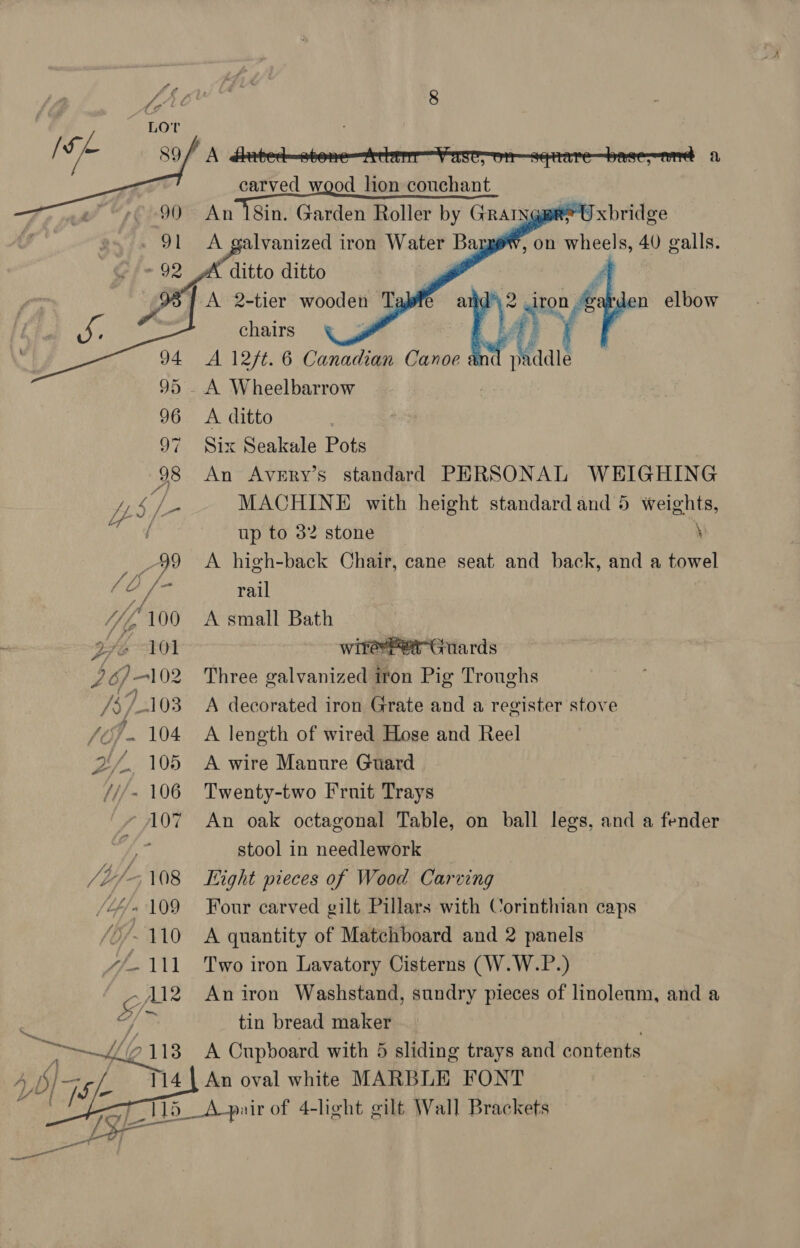 8
LOT
15/- 89 A fluted stone Adam Vase, on square base, and a
carved wood lion couchant
90 An 18in. Garden Roller by GRAINGER, Uxbridge
91 A galvanized iron Water Barrow, on wheels, 40 galls.
92 A ditto ditto
93 A 2-tier wooden Table and 2 iron garden elbow
chairs
94 A 12ft. 6 Canadian Canoe and paddle
95 A Wheelbarrow
96 A ditto
97 Six Seakale Pots
98 An AVERY'S standard PERSONAL WEIGHING
MACHINE with height standard and 5 weights,
up to 32 stone
99 A high-back Chair, cane seat and back, and a towel
10/- rail
100 A small Bath
101 wire Guards
102 Three galvanized iron Pig Troughs
103 A decorated iron Grate and a register stove
104 A length of wired Hose and Reel
105 A wire Manure Guard
106 Twenty-two Fruit Trays
107 An oak octagonal Table, on ball legs, and a fender
stool in needlework
108 Eight pieces of Wood Carving
109 Four carved gilt Pillars with Corinthian caps
110 A quantity of Matchboard and 2 panels
111 Two iron Lavatory Cisterns (W.W.P.)
112 An iron Washstand, sundry pieces of linoleum, and a
tin bread maker
113 A Cupboard with 5 sliding trays and contents
114 An oval white MARBLE FONT
115 A pair of 4-light gilt Wall Brackets